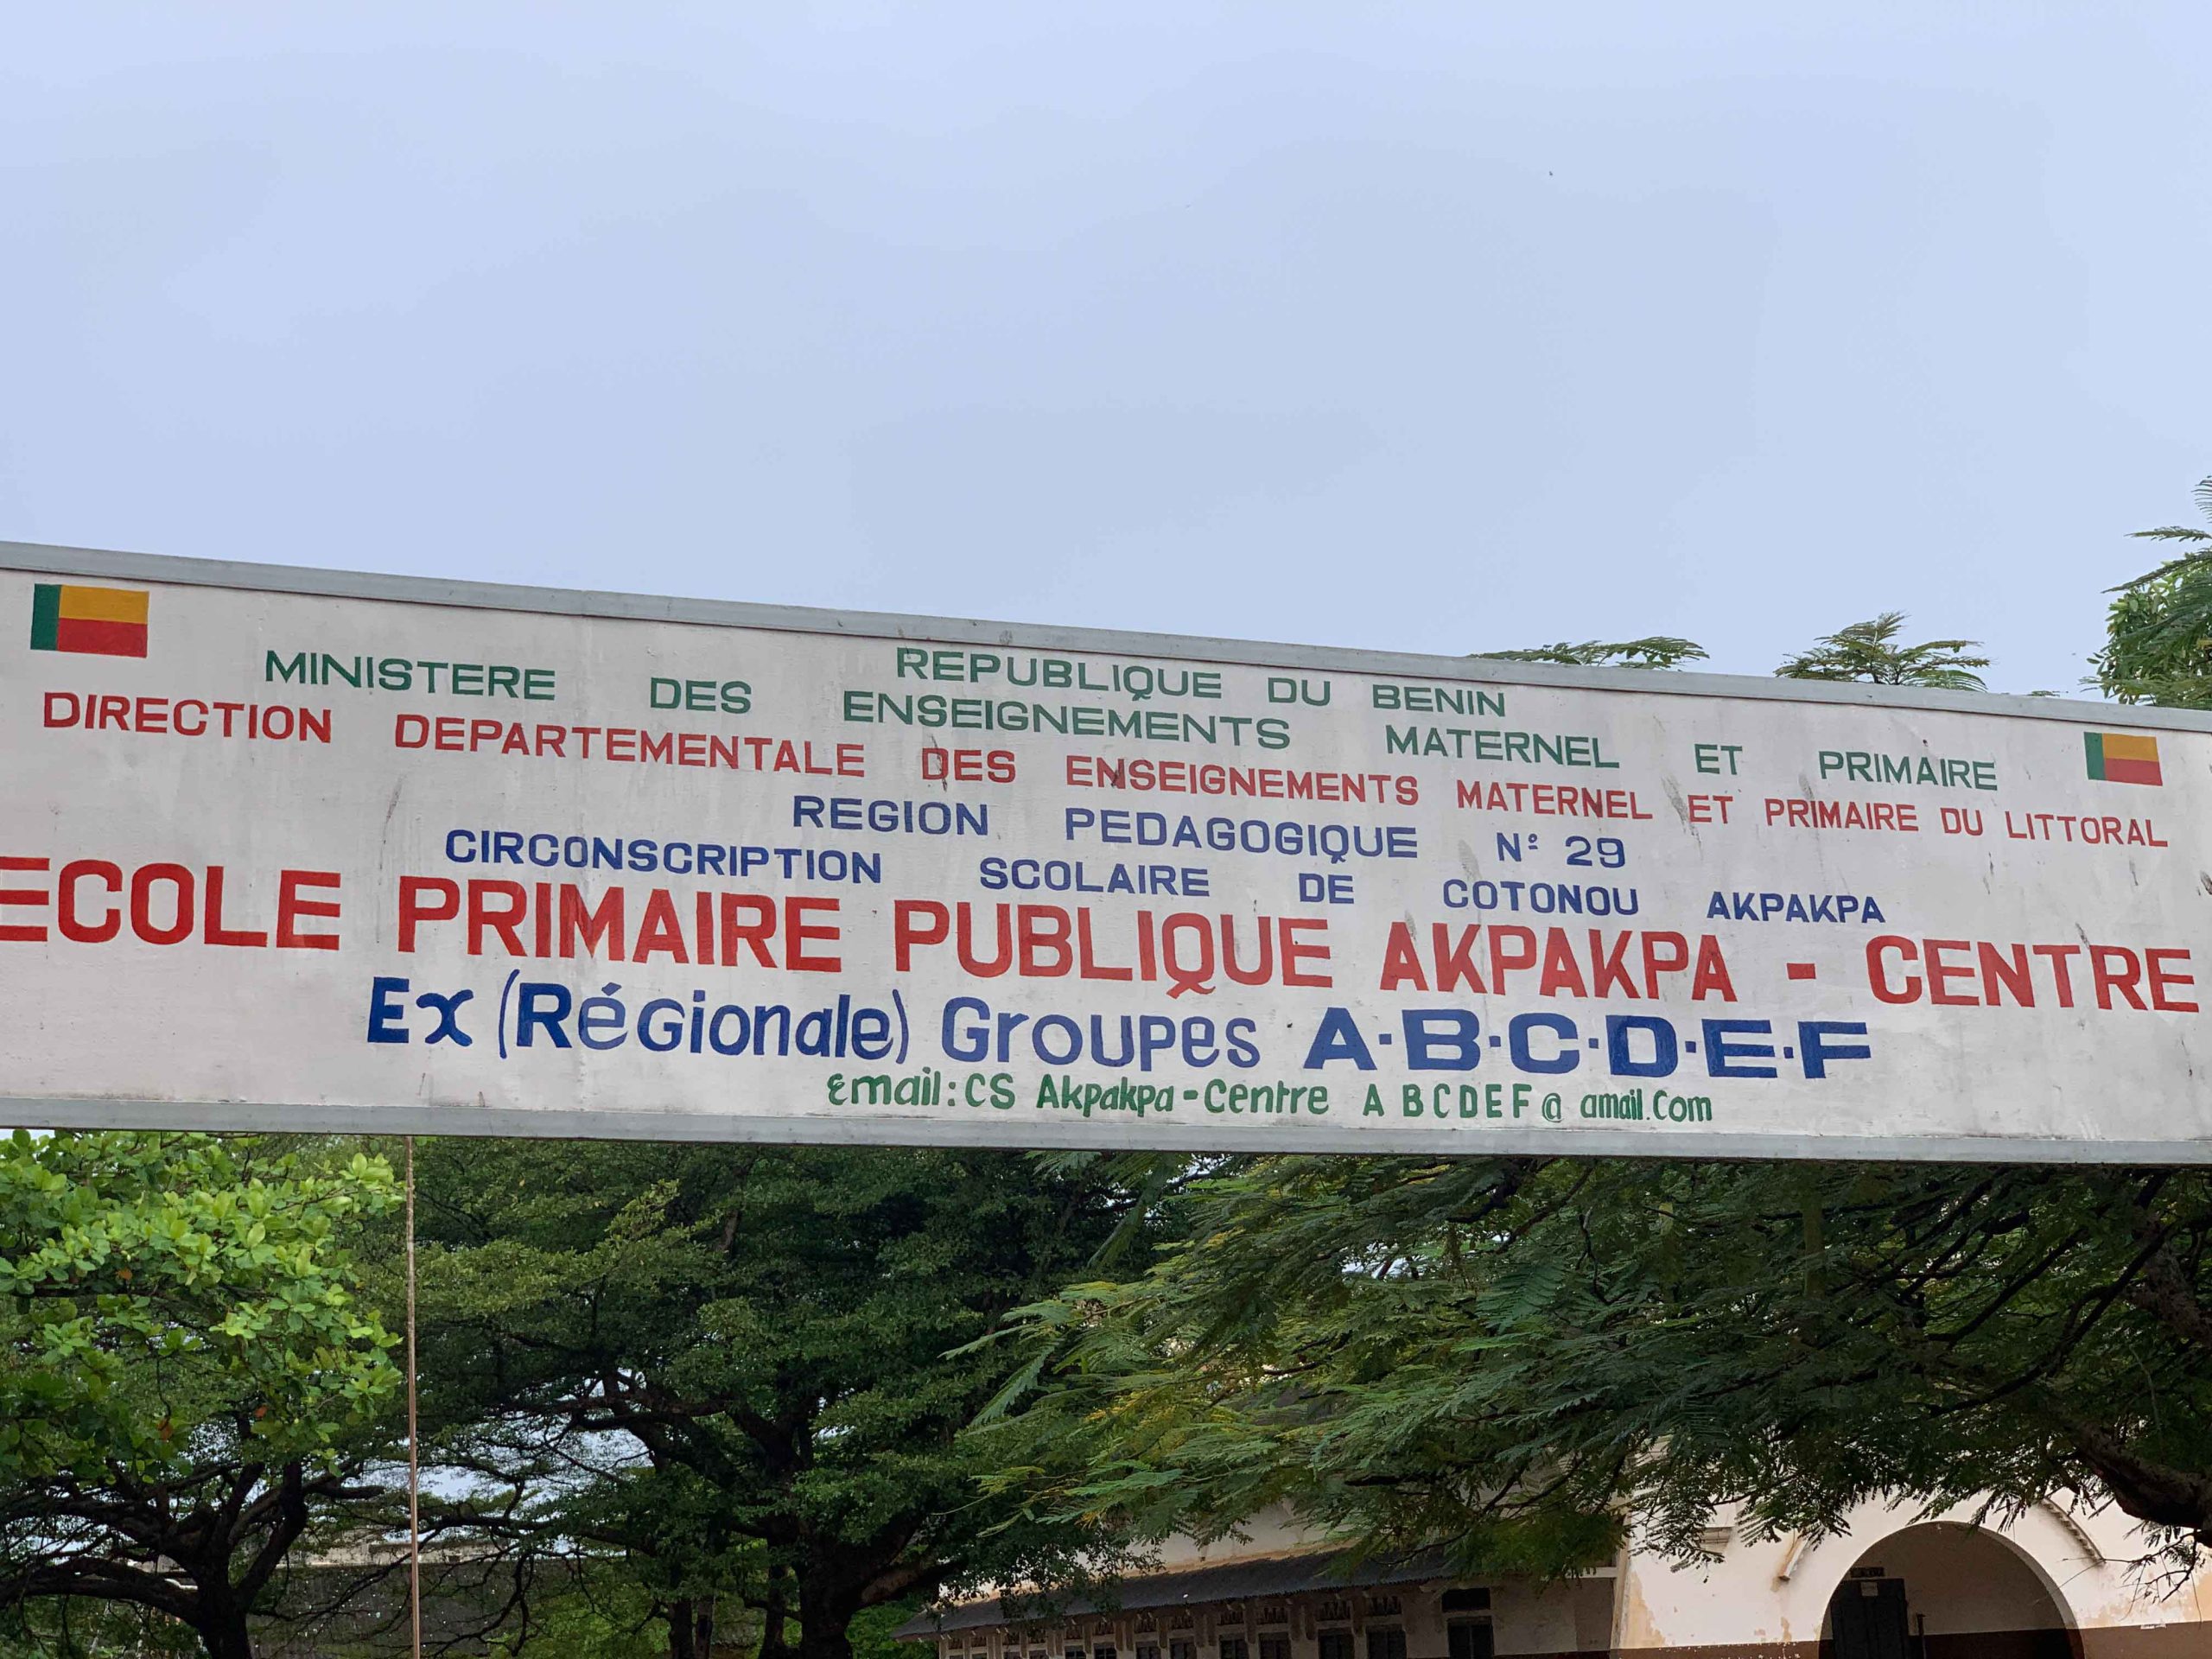 REPUBLIQUE DU BENIN
MINISTERE DES ENSEIGNEMENTS MATERNEL ET PRIMAIRE
DIRECTION DEPARTEMENTALE DES ENSEIGNEMENTS MATERNEL ET PRIMAIRE DU LITTORAL
REGION PEDAGOGIQUE N° 29
CIRCONSCRIPTION SCOLAIRE DE COTONOU AKPAKPA
ECOLE PRIMAIRE PUBLIQUE AKPAKPA - CENTRE
Ex (Régionale) Groupes A.B.C.D.E.F
Email: CS Akpakpa-Centre A B C D E F @ amail.Com